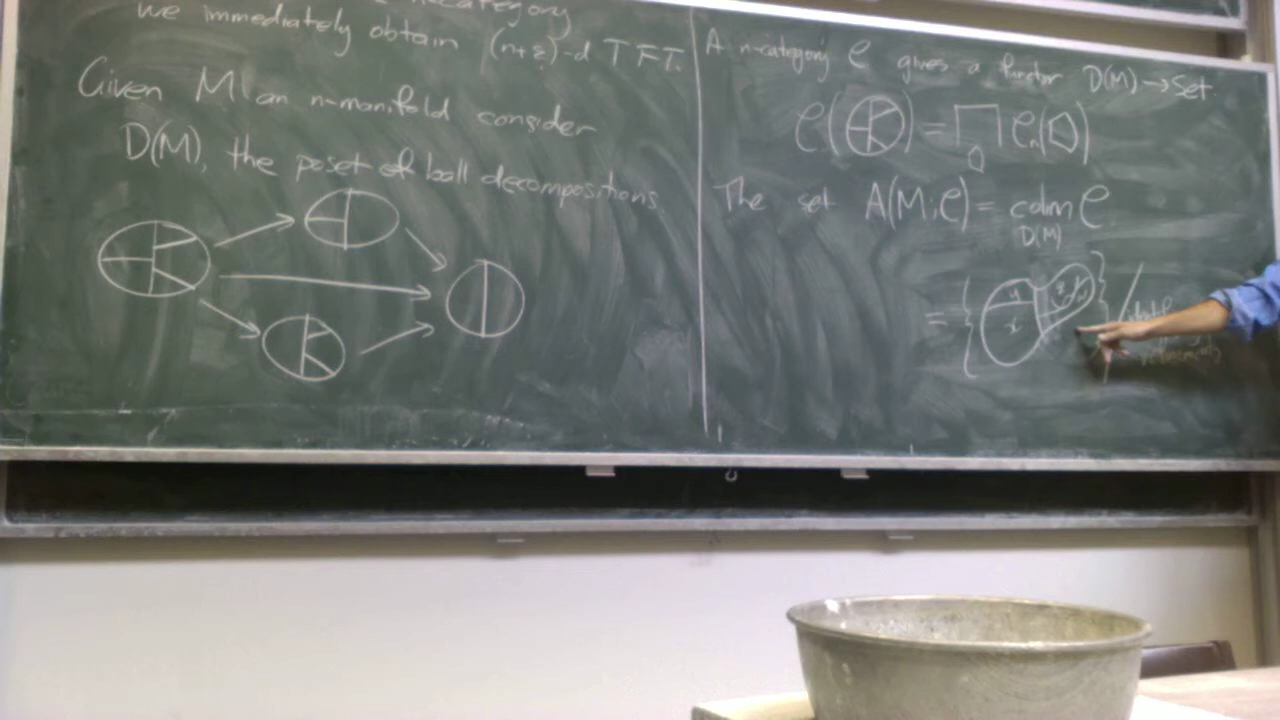 n-category
we immediately obtain (n+ε)-d TFT.
Given M an n-manifold consider
D(M), the poset of ball decompositions
A n-category C gives a functor D(M) → Set
C( ) = ∏ Cₙ( )
The set A(M; C) = colim C
D(M)
= { y x z w } /